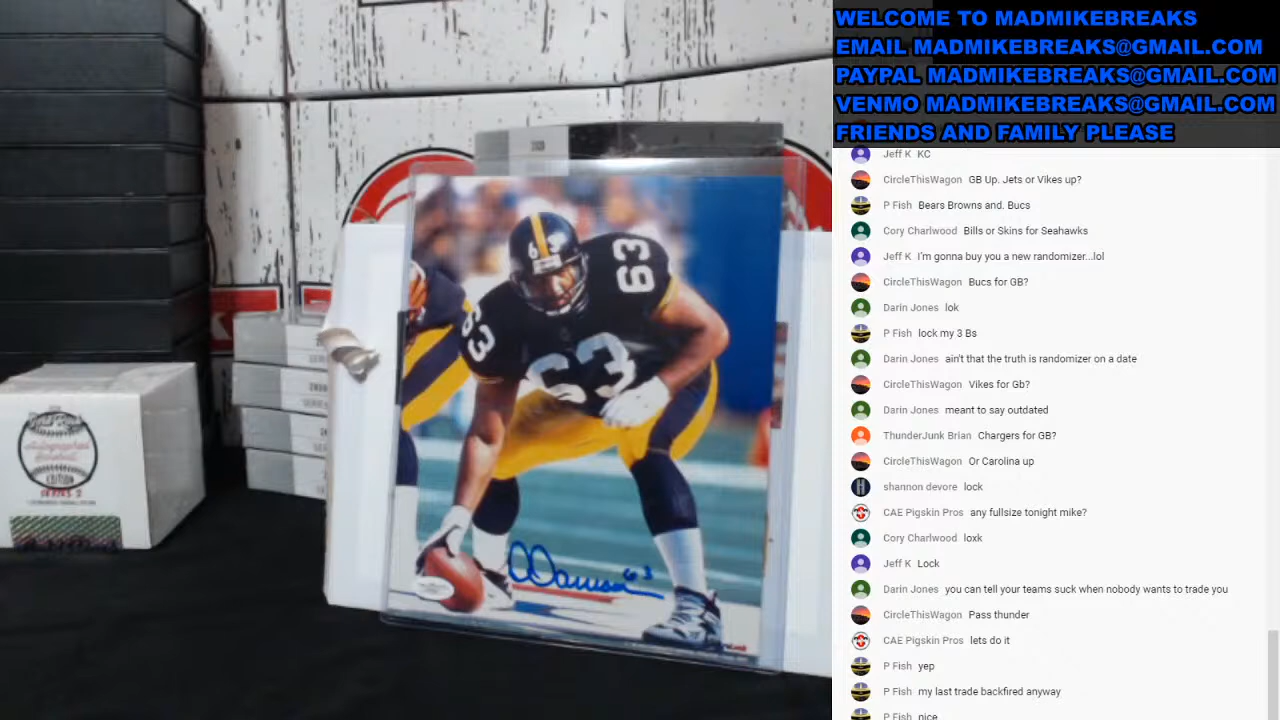 WELCOME TO MADMIKEBREAKS
EMAIL MADMIKEBREAKS@GMAIL.COM
PAYPAL MADMIKEBREAKS@GMAIL.COM
VENMO MADMIKEBREAKS@GMAIL.COM
FRIENDS AND FAMILY PLEASE
Jeff K KC
CircleThisWagon GB Up. Jets or Vikes up?
P Fish Bears Browns and. Bucs
Cory Charlwood Bills or Skins for Seahawks
Jeff K I'm gonna buy you a new randomizer...lol
CircleThisWagon Bucs for GB?
Darin Jones lok
P Fish lock my 3 Bs
Darin Jones ain't that the truth is randomizer on a date
CircleThisWagon Vikes for Gb?
Darin Jones meant to say outdated
ThunderJunk Brian Chargers for GB?
CircleThisWagon Or Carolina up
shannon devore lock
CAE Pigskin Pros any fullsize tonight mike?
Cory Charlwood loxk
Jeff K Lock
Darin Jones you can tell your teams suck when nobody wants to trade you
CircleThisWagon Pass thunder
CAE Pigskin Pros lets do it
P Fish yep
P Fish my last trade backfired anyway
P Fish nice
2020
63
63
63
63
EDITION
SERIES 2